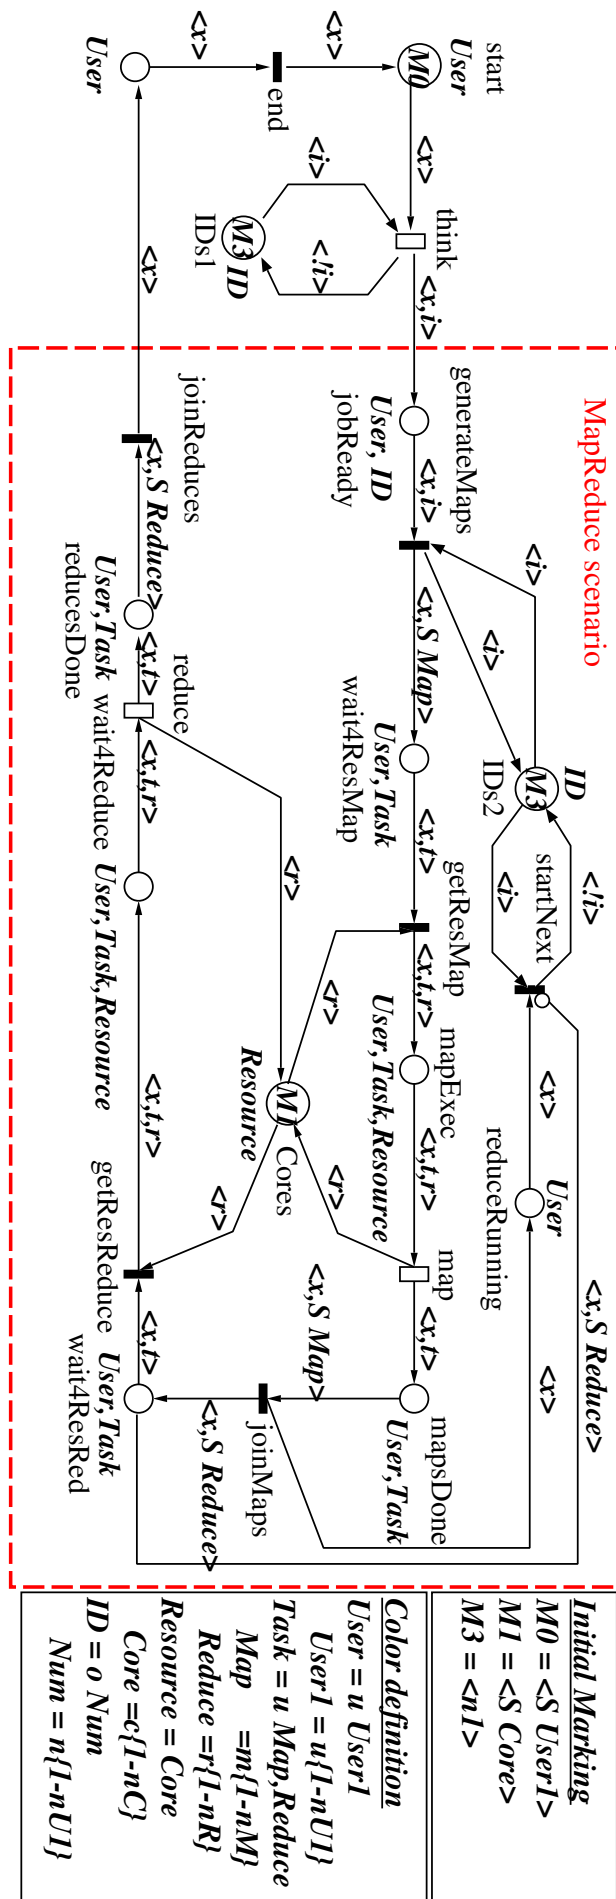 MapReduce scenario
start
User
M0
<x>
<x>
end
<x>
User
think
<i>
<!i>
M3 ID
IDs1
<x,i>
<x>
generateMaps
User, ID
jobReady
<x,i>
<i>
<i>
ID
M3
IDs2
<!i>
startNext
<i>
<x,S Map>
User,Task
wait4ResMap
<x,t>
getResMap
<x,t,r>
mapExec
User,Task,Resource
<x,t,r>
map
<x,t>
mapsDone
User,Task
<x>
User
reduceRunning
<x>
<x,S Reduce>
<r>
M1
Cores
Resource
<r>
<r>
<r>
<x,S Map>
joinMaps
<x,S Reduce>
joinReduces
<x,S Reduce>
User,Task
reducesDone
<x,t>
reduce
<x,t,r>
wait4Reduce
User,Task,Resource
<x,t,r>
getResReduce
<x,t>
User,Task
wait4ResRed
Initial Marking
M0 = <S User1>
M1 = <S Core>
M3 = <n1>
Color definition
User = u User1
User1 = u{1-nU1}
Task = u Map,Reduce
Map =m{1-nM}
Reduce =r{1-nR}
Resource = Core
Core =c{1-nC}
ID = o Num
Num = n{1-nU1}